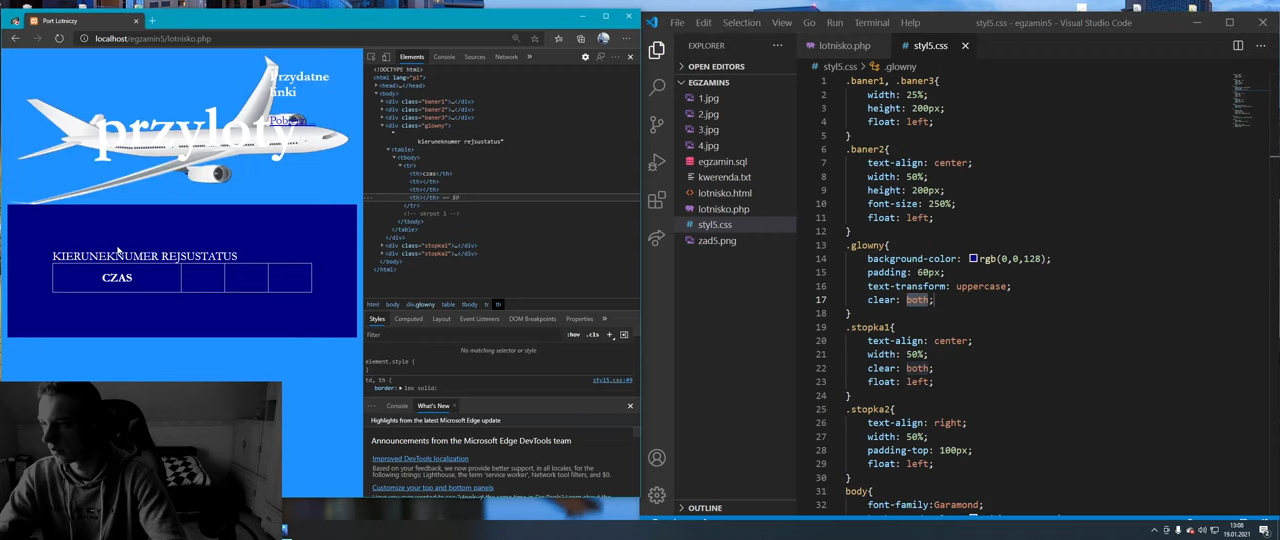 Port Lotniczy
localhost/egzamin5/lotnisko.php
Przydatne
linki
przyloty
KIERUNEKNUMER REJSUSTATUS
CZAS
Elements
Console
Sources
Network
<!DOCTYPE html>
<html lang="pl">
▸<head>…</head>
▾<body>
▸<div class="baner1">…</div>
▸<div class="baner2">…</div>
▸<div class="baner3">…</div>
▾<div class="glowny">
"
kieruneknumer rejsustatus"
▾<table>
▾<tbody>
▾<tr>
<th>czas</th>
<th></th>
<th></th>
<th></th> == $0
</tr>
<!-- skrpot 1 -->
</tbody>
</table>
</div>
▸<div class="stopka1">…</div>
▸<div class="stopka2">…</div>
</body>
</html>
html body div.glowny table tbody tr th
Styles Computed Layout Event Listeners DOM Breakpoints Properties
Filter
:hov .cls +
No matching selector or style
element.style {
}
td, th {
styl5.css:49
border: ▸ 1px solid;
Console What's New ×
Highlights from the latest Microsoft Edge update
Announcements from the Microsoft Edge DevTools team
Improved DevTools localization
Based on your feedback, we now provide better support, in all locales, for the
following strings: Lighthouse, the term 'service worker', Network tool filters, and $0.
Customize your top and bottom panels
File Edit Selection View Go Run Terminal Help
styl5.css - egzamin5 - Visual Studio Code
EXPLORER
OPEN EDITORS
EGZAMIN5
1.jpg
2.jpg
3.jpg
4.jpg
egzamin.sql
kwerenda.txt
lotnisko.html
lotnisko.php
styl5.css
zad5.png
OUTLINE
lotnisko.php
styl5.css
styl5.css > .glowny
1 .baner1, .baner3{
2 width: 25%;
3 height: 200px;
4 float: left;
5 }
6 .baner2{
7 text-align: center;
8 width: 50%;
9 height: 200px;
10 font-size: 250%;
11 float: left;
12 }
13 .glowny{
14 background-color: rgb(0,0,128);
15 padding: 60px;
16 text-transform: uppercase;
17 clear: both;
18 }
19 .stopka1{
20 text-align: center;
21 width: 50%;
22 clear: both;
23 float: left;
24 }
25 .stopka2{
26 text-align: right;
27 width: 50%;
28 padding-top: 100px;
29 float: left;
30 }
31 body{
32 font-family:Garamond;
13:08
19.01.2021